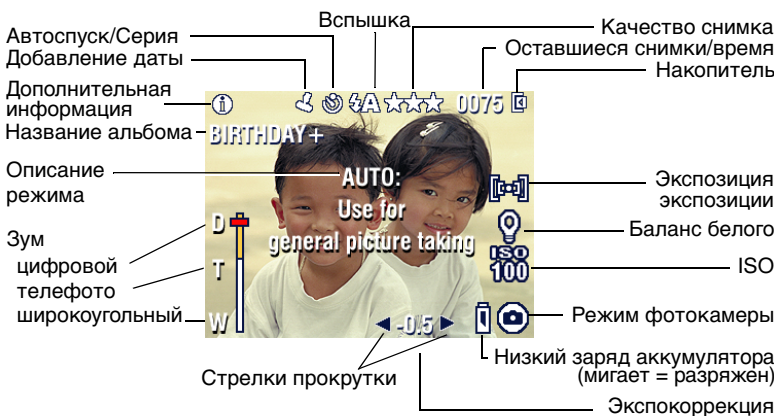 Вспышка
Автоспуск/Серия
Качество снимка
Добавление даты
Оставшиеся снимки/время
Накопитель
Дополнительная
информация
0075
Название альбома
BIRTHDAY+
Описание
режима
AUTO:
Use for
general picture taking
Экспозиция
экспозиции
Баланс белого
ISO
100
ISO
Зум
цифровой
телефото
широкоугольный
D
T
W
-0.5
Режим фотокамеры
Стрелки прокрутки
Низкий заряд аккумулятора
(мигает = разряжен)
Экспокоррекция